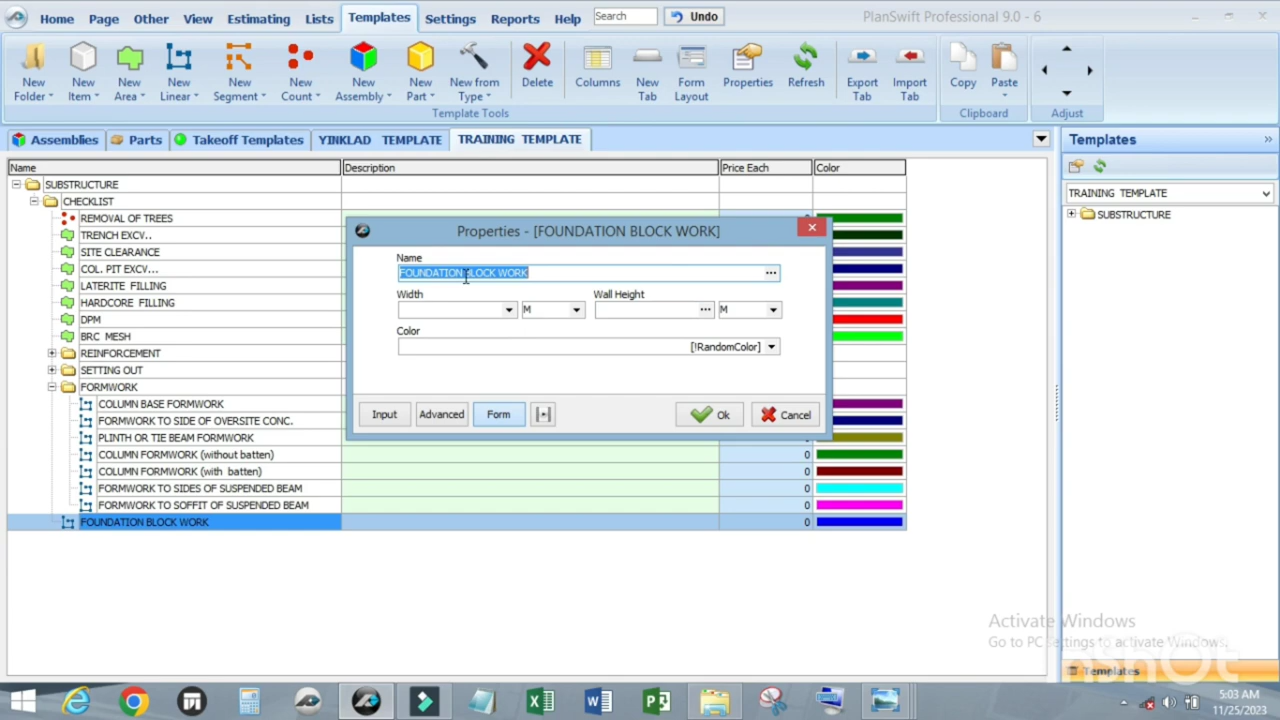 Home Page Other View Estimating Lists Templates Settings Reports Help Search Undo PlanSwift Professional 9.0 - 6
New Folder New Item New Area New Linear New Segment New Count New Assembly New Part New from Type Delete Columns New Tab Form Layout Properties Refresh Export Tab Import Tab Copy Paste
Template Tools Clipboard Adjust
Assemblies Parts Takeoff Templates YINKLAD TEMPLATE TRAINING TEMPLATE Templates
Name Description Price Each Color
SUBSTRUCTURE TRAINING TEMPLATE
CHECKLIST
REMOVAL OF TREES SUBSTRUCTURE
TRENCH EXCV..
SITE CLEARANCE
COL. PIT EXCV...
LATERITE FILLING
HARDCORE FILLING
DPM
BRC MESH
REINFORCEMENT
SETTING OUT
FORMWORK
COLUMN BASE FORMWORK 0
FORMWORK TO SIDE OF OVERSITE CONC. 0
PLINTH OR TIE BEAM FORMWORK 0
COLUMN FORMWORK (without batten) 0
COLUMN FORMWORK (with batten) 0
FORMWORK TO SIDES OF SUSPENDED BEAM 0
FORMWORK TO SOFFIT OF SUSPENDED BEAM 0
FOUNDATION BLOCK WORK 0
Properties - [FOUNDATION BLOCK WORK]
Name
FOUNDATION BLOCK WORK
Width Wall Height
M M
Color
[!RandomColor]
Input Advanced Form Ok Cancel
Activate Windows
Go to PC Settings to activate Windows.
InShOt
Templates
5:03 AM
11/25/2023